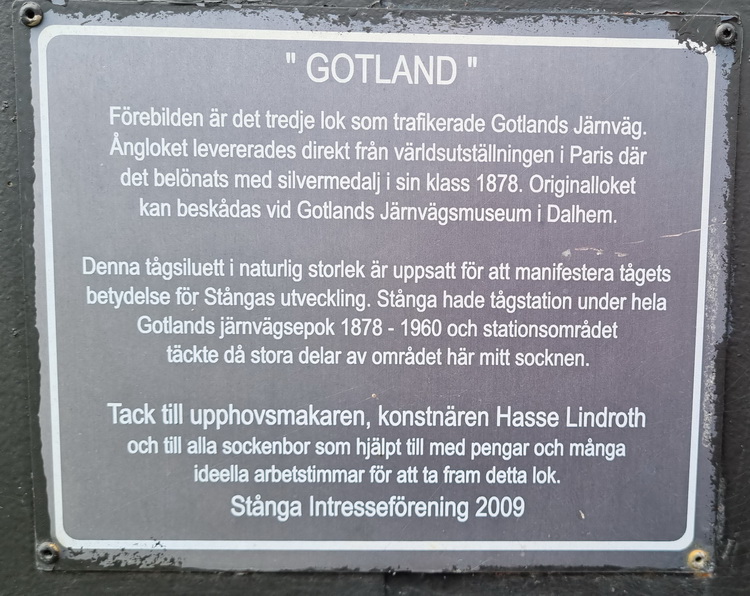 " GOTLAND "
Förebilden är det tredje lok som trafikerade Gotlands Järnväg.
Ångloket levererades direkt från världsutställningen i Paris där
det belönats med silvermedalj i sin klass 1878. Originalloket
kan beskådas vid Gotlands Järnvägsmuseum i Dalhem.
Denna tågsiluett i naturlig storlek är uppsatt för att manifestera tågets
betydelse för Stångas utveckling. Stånga hade tågstation under hela
Gotlands järnvägsepok 1878 - 1960 och stationsområdet
täckte då stora delar av området här mitt socknen.
Tack till upphovsmakaren, konstnären Hasse Lindroth
och till alla sockenbor som hjälpt till med pengar och många
ideella arbetstimmar för att ta fram detta lok.
Stånga Intresseförening 2009